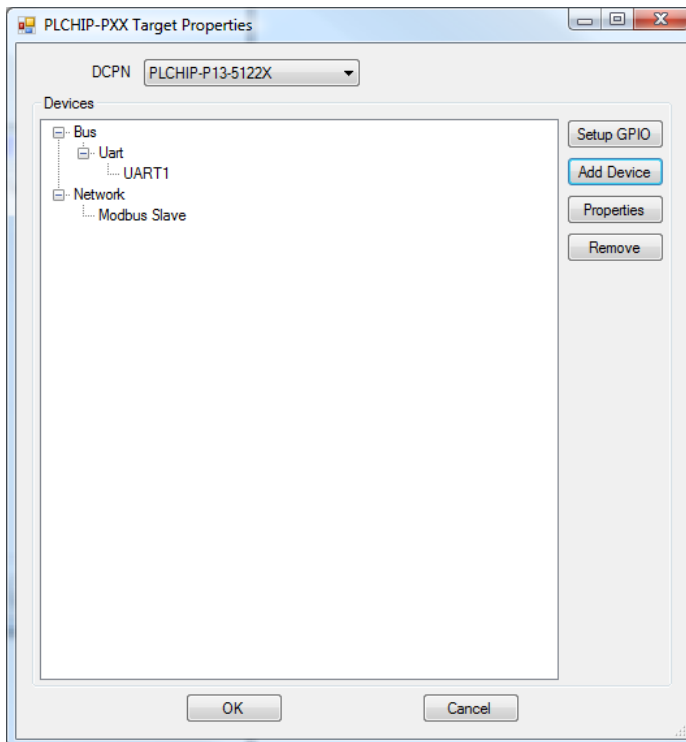 PLCHIP-PXX Target Properties
DCPN PLCHIP-P13-5122X
Devices
Bus
Uart
UART1
Network
Modbus Slave
Setup GPIO
Add Device
Properties
Remove
OK Cancel